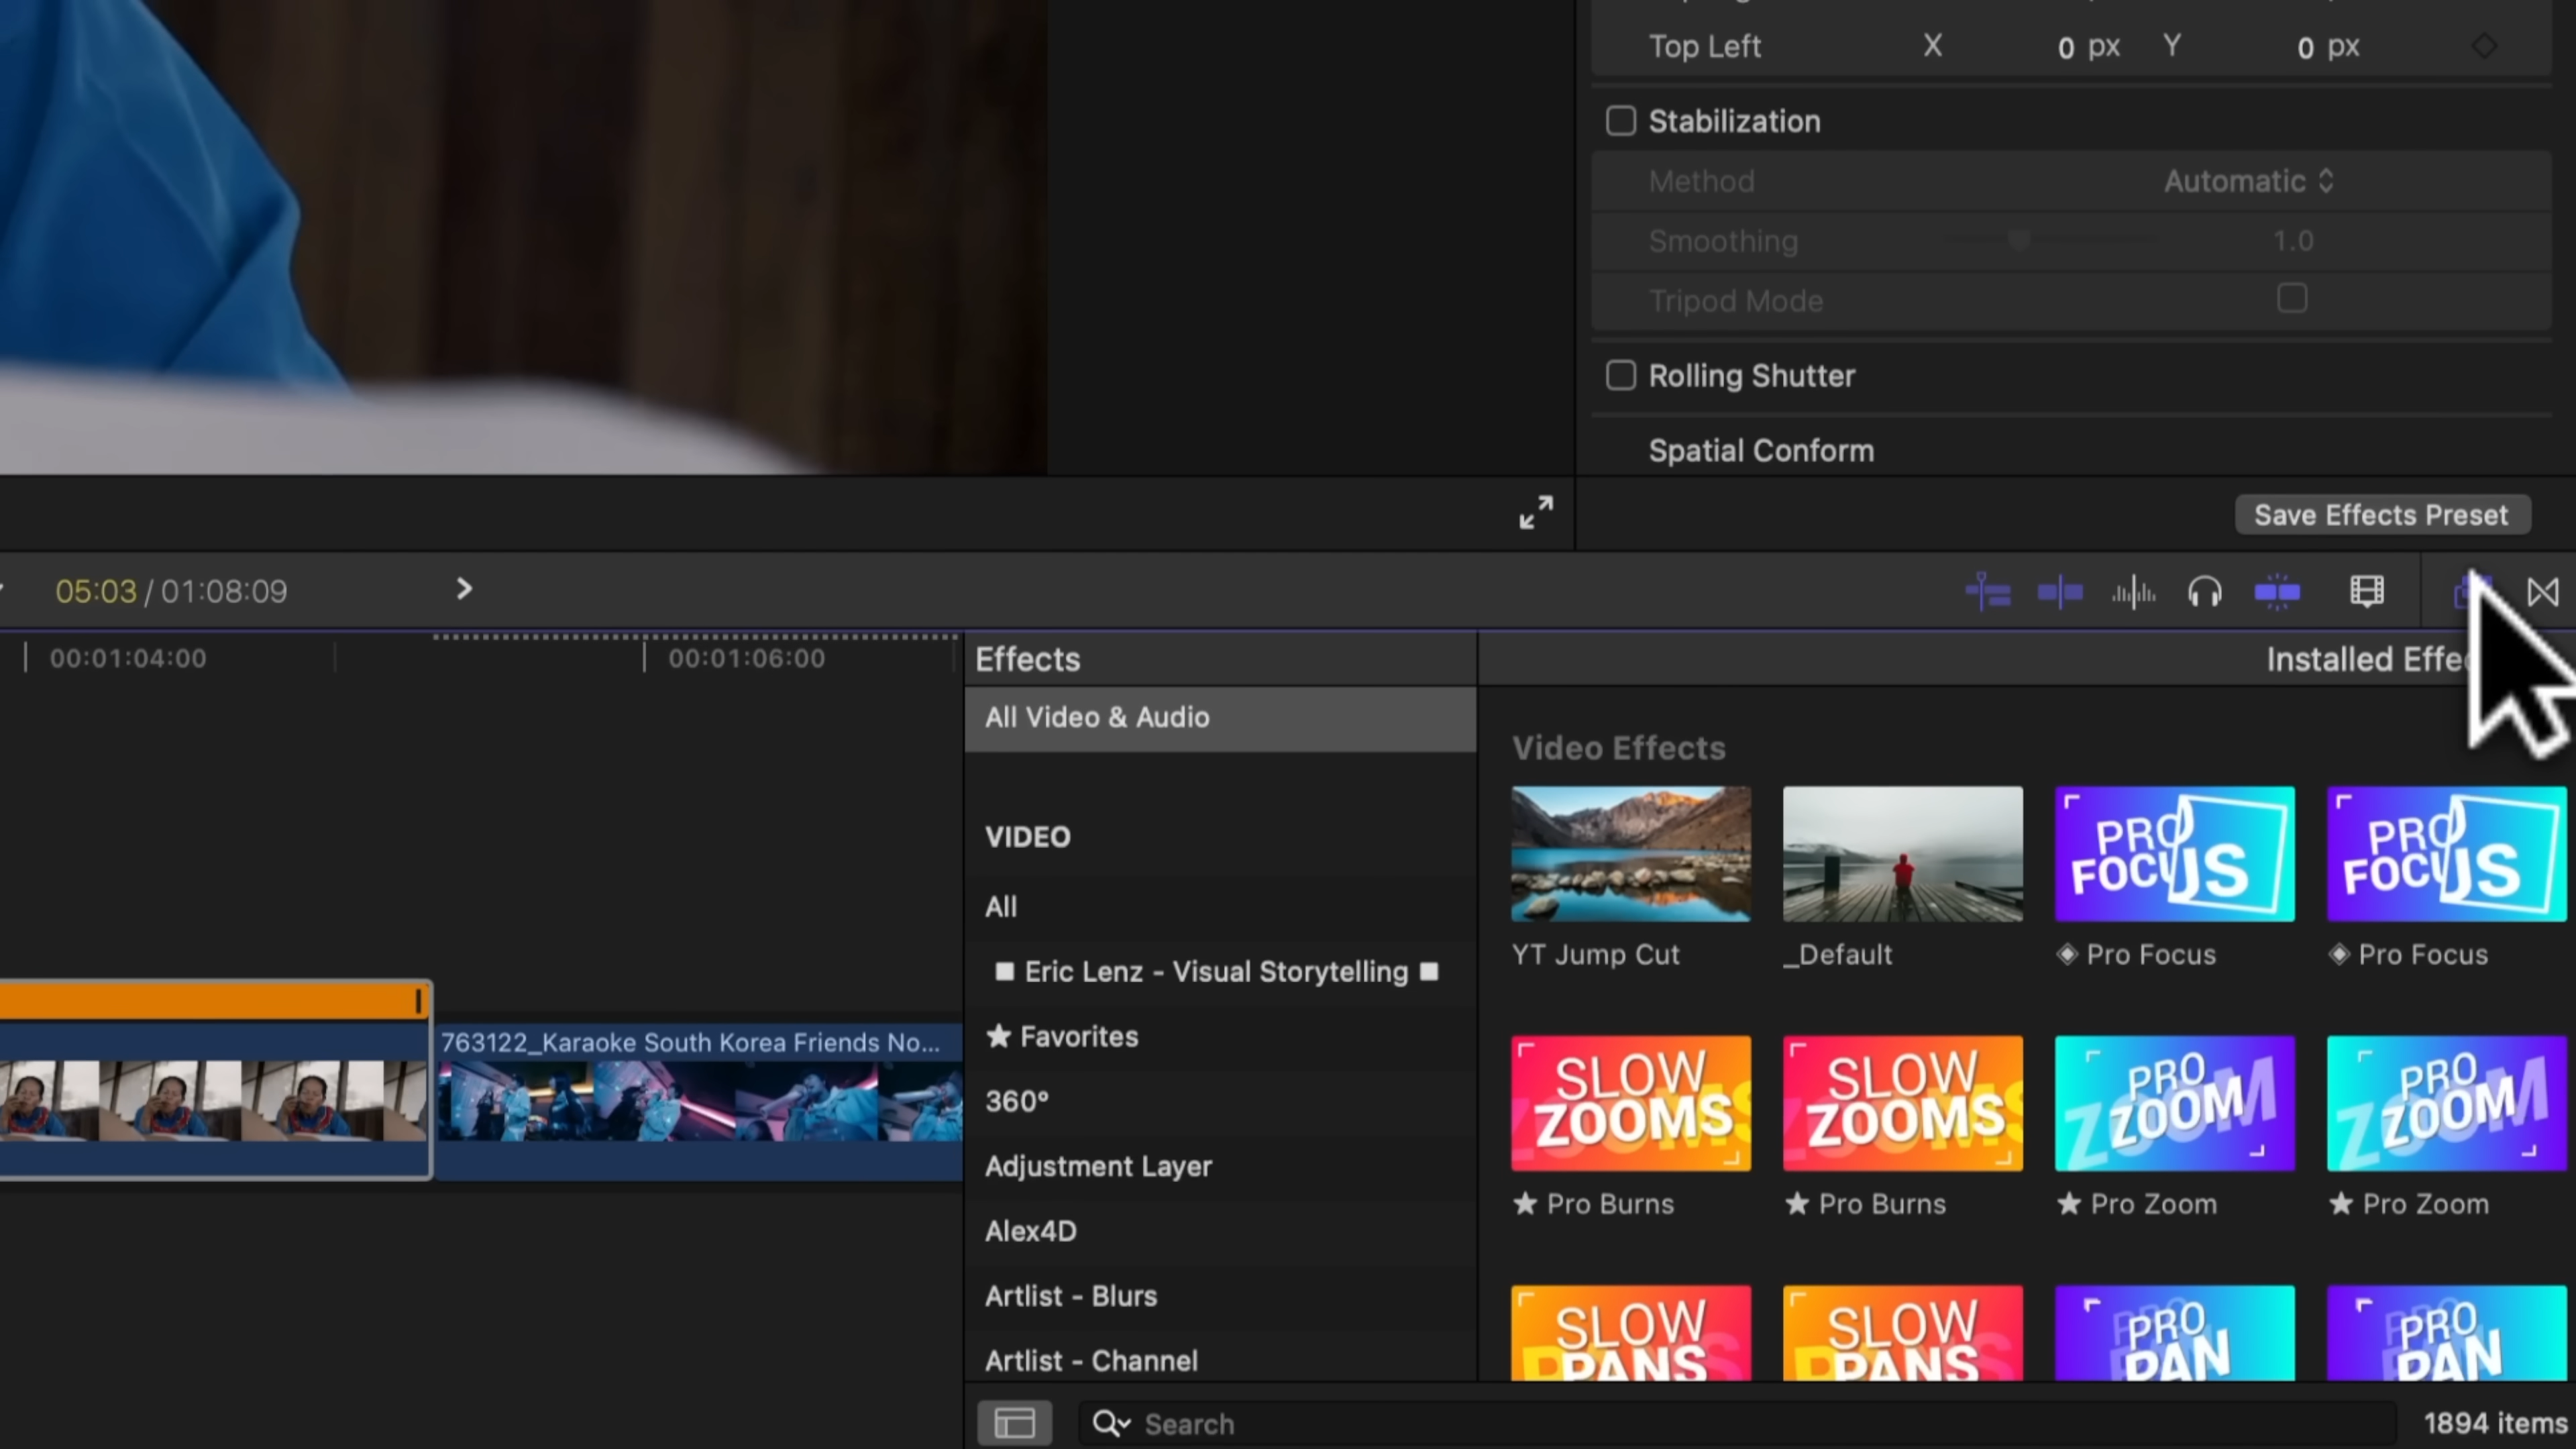 Top Left X 0 px Y 0 px
Stabilization
Method Automatic
Smoothing 1.0
Tripod Mode
Rolling Shutter
Spatial Conform
Save Effects Preset
05:03 / 01:08:09
00:01:04:00 00:01:06:00
Effects
Installed Effe
All Video & Audio
VIDEO
All
Eric Lenz - Visual Storytelling
★ Favorites
360°
Adjustment Layer
Alex4D
Artlist - Blurs
Artlist - Channel
Video Effects
PRO FOCUS
PRO FOCUS
YT Jump Cut
_Default
Pro Focus
Pro Focus
SLOW ZOOMS
SLOW ZOOMS
PRO ZOOM
PRO ZOOM
★ Pro Burns
★ Pro Burns
★ Pro Zoom
★ Pro Zoom
SLOW PANS
SLOW PANS
PRO PAN
PRO PAN
763122_Karaoke South Korea Friends No...
Search
1894 items